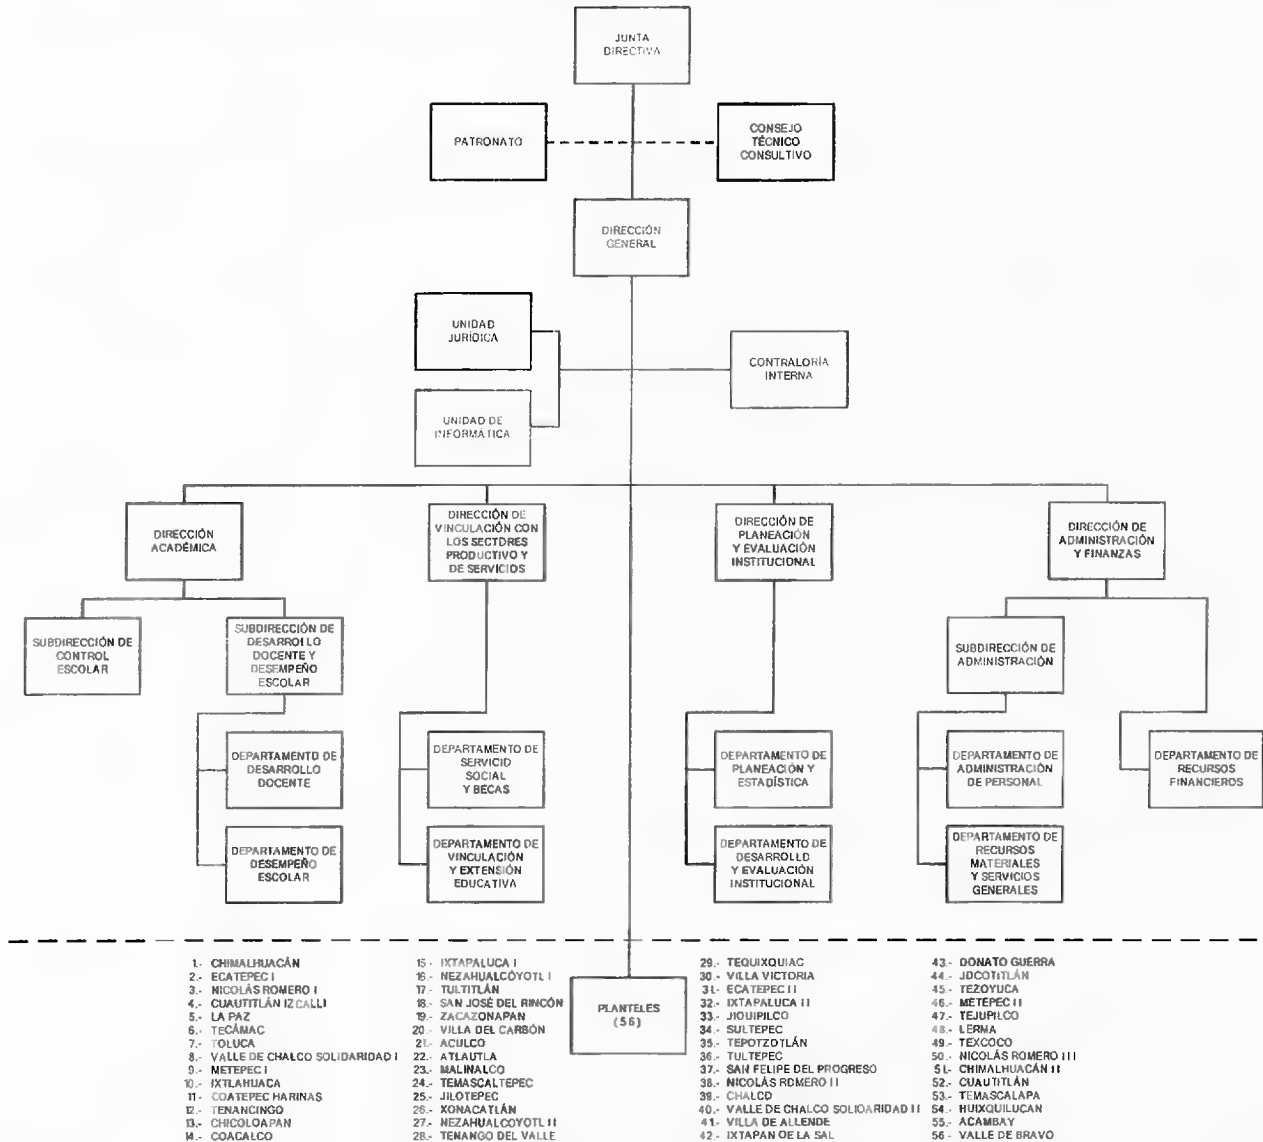 JUNTA
DIRECTIVA
PATRONATO
CONSEJO
TÉCNICO
CONSULTIVO
DIRECCIÓN
GENERAL
UNIDAD
JURÍDICA
CONTRALORÍA
INTERNA
UNIDAD DE
INFORMÁTICA
DIRECCIÓN
ACADÉMICA
DIRECCIÓN DE
VINCULACIÓN CON
LOS SECTORES
PRODUCTIVO Y
DE SERVICIOS
DIRECCIÓN DE
PLANEACIÓN
Y EVALUACIÓN
INSTITUCIONAL
DIRECCIÓN DE
ADMINISTRACIÓN
Y FINANZAS
SUBDIRECCIÓN DE
CONTROL
ESCOLAR
SUBDIRECCIÓN DE
DESARROLLO
DOCENTE Y
DESEMPEÑO
ESCOLAR
SUBDIRECCIÓN DE
ADMINISTRACIÓN
DEPARTAMENTO DE
DESARROLLO
DOCENTE
DEPARTAMENTO DE
SERVICIO
SOCIAL
Y BECAS
DEPARTAMENTO DE
PLANEACIÓN Y
ESTADÍSTICA
DEPARTAMENTO DE
ADMINISTRACIÓN
DE PERSONAL
DEPARTAMENTO DE
RECURSOS
FINANCIEROS
DEPARTAMENTO DE
DESEMPEÑO
ESCOLAR
DEPARTAMENTO DE
VINCULACIÓN
Y EXTENSIÓN
EDUCATIVA
DEPARTAMENTO DE
DESARROLLO
Y EVALUACIÓN
INSTITUCIONAL
DEPARTAMENTO DE
RECURSOS
MATERIALES
Y SERVICIOS
GENERALES
1.- CHIMALHUACÁN
2.- ECATEPEC I
3.- NICOLÁS ROMERO I
4.- CUAUTITLÁN IZCALLI
5.- LA PAZ
6.- TECÁMAC
7.- TOLUCA
8.- VALLE DE CHALCO SOLIDARIDAD I
9.- METEPEC I
10.- IXTLAHUACA
11.- COATEPEC HARINAS
12.- TENANCINGO
13.- CHICOLOAPAN
14.- COACALCO
15.- IXTAPALUCA I
16.- NEZAHUALCÓYOTL I
17.- TULTITLÁN
18.- SAN JOSÉ DEL RINCÓN
19.- ZACAZONAPAN
20.- VILLA DEL CARBÓN
21.- ACULCO
22.- ATLAUTLA
23.- MALINALCO
24.- TEMASCALTEPEC
25.- JILOTEPEC
26.- XONACATLÁN
27.- NEZAHUALCOYOTL II
28.- TENANGO DEL VALLE
PLANTELES
(56)
29.- TEQUIXQUIAC
30.- VILLA VICTORIA
31.- ECATEPEC II
32.- IXTAPALUCA II
33.- JIQUIPILCO
34.- SULTEPEC
35.- TEPOTZOTLÁN
36.- TULTEPEC
37.- SAN FELIPE DEL PROGRESO
38.- NICOLÁS ROMERO II
39.- CHALCO
40.- VALLE DE CHALCO SOLIDARIDAD II
41.- VILLA DE ALLENDE
42.- IXTAPAN DE LA SAL
43.- DONATO GUERRA
44.- JOCOTITLÁN
45.- TEZOYUCA
46.- METEPEC II
47.- TEJUPILCO
48.- LERMA
49.- TEXCOCO
50.- NICOLÁS ROMERO III
51.- CHIMALHUACÁN II
52.- CUAUTITLÁN
53.- TEMASCALAPA
54.- HUIXQUILUCAN
55.- ACAMBAY
56.- VALLE DE BRAVO